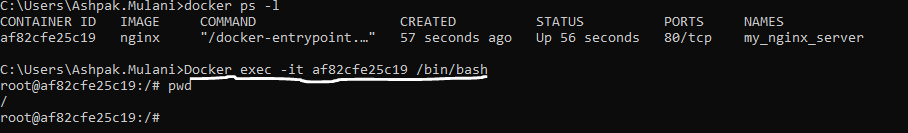 C:\Users\Ashpak.Mulani>docker ps -l
CONTAINER ID   IMAGE   COMMAND   CREATED   STATUS   PORTS   NAMES
af82cfe25c19   nginx   "/docker-entrypoint.…"   57 seconds ago   Up 56 seconds   80/tcp   my_nginx_server
C:\Users\Ashpak.Mulani>Docker exec -it af82cfe25c19 /bin/bash
root@af82cfe25c19:/# pwd
/
root@af82cfe25c19:/#